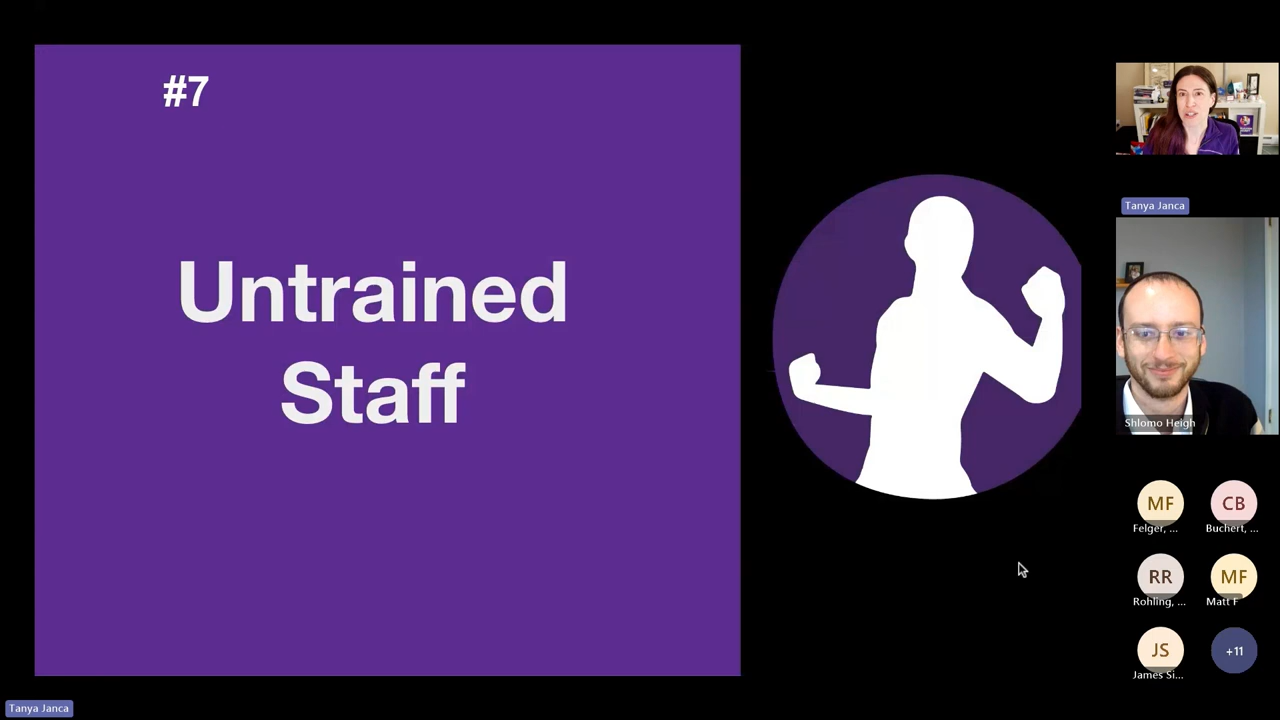 #7
Untrained
Staff
Tanya Janca
Shlomo Heigh
MF
Felger, ...
CB
Buchert, ...
RR
Rohling, ...
MF
Matt F
JS
James Si...
+11
Tanya Janca